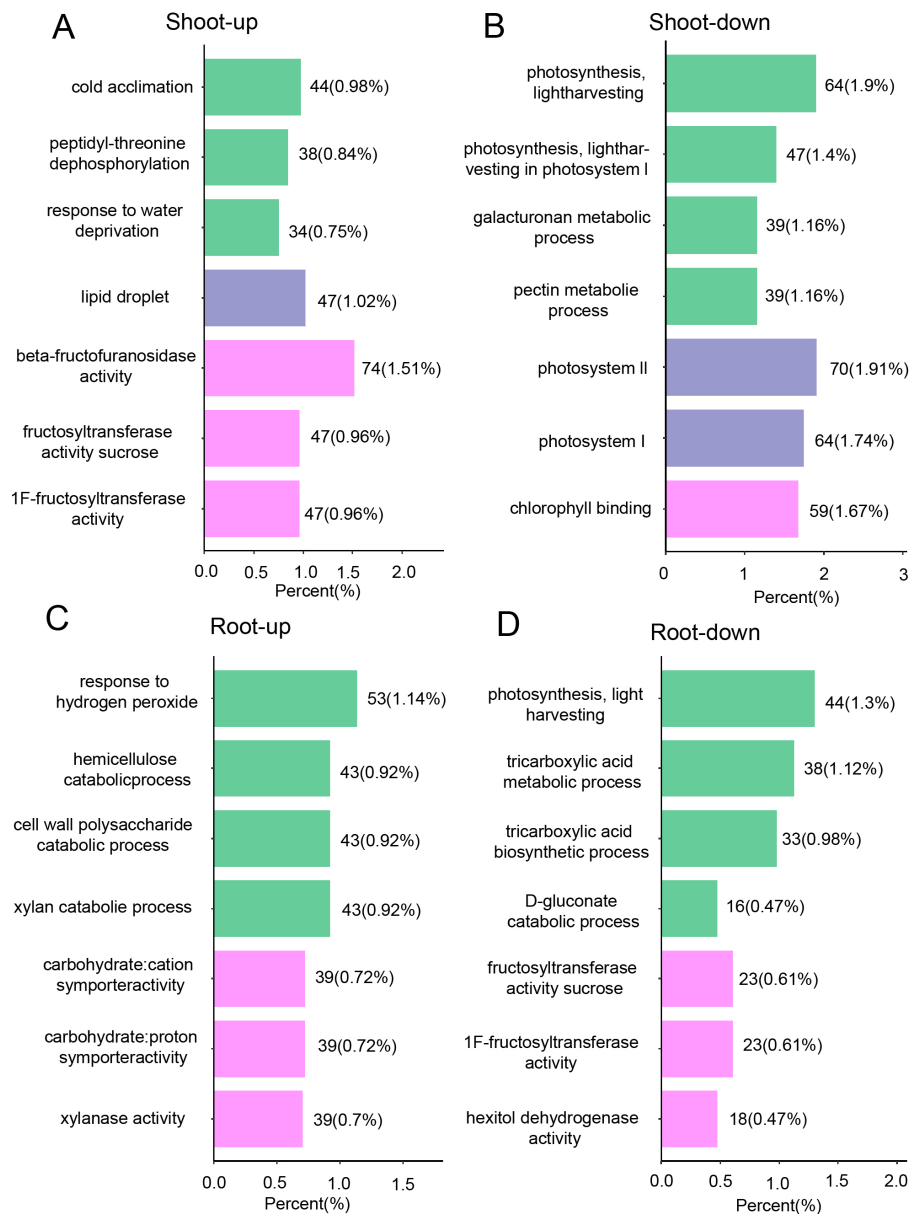 A
Shoot-up
cold acclimation
44(0.98%)
peptidyl-threonine
dephosphorylation
38(0.84%)
response to water
deprivation
34(0.75%)
lipid droplet
47(1.02%)
beta-fructofuranosidase
activity
74(1.51%)
fructosyltransferase
activity sucrose
47(0.96%)
1F-fructosyltransferase
activity
47(0.96%)
0.0 0.5 1.0 1.5 2.0
Percent(%)
B
Shoot-down
photosynthesis,
lightharvesting
64(1.9%)
photosynthesis, lighthar-
vesting in photosystem I
47(1.4%)
galacturonan metabolic
process
39(1.16%)
pectin metabolie
process
39(1.16%)
photosystem II
70(1.91%)
photosystem I
64(1.74%)
chlorophyll binding
59(1.67%)
0 1 2 3
Percent(%)
C
Root-up
response to
hydrogen peroxide
53(1.14%)
hemicellulose
catabolicprocess
43(0.92%)
cell wall polysaccharide
catabolic process
43(0.92%)
xylan catabolie process
43(0.92%)
carbohydrate:cation
symporteractivity
39(0.72%)
carbohydrate:proton
symporteractivity
39(0.72%)
xylanase activity
39(0.7%)
0.0 0.5 1.0 1.5
Percent(%)
D
Root-down
photosynthesis, light
harvesting
44(1.3%)
tricarboxylic acid
metabolic process
38(1.12%)
tricarboxylic acid
biosynthetic process
33(0.98%)
D-gluconate
catabolic process
16(0.47%)
fructosyltransferase
activity sucrose
23(0.61%)
1F-fructosyltransferase
activity
23(0.61%)
hexitol dehydrogenase
activity
18(0.47%)
0.0 0.5 1.0 1.5 2.0
Percent(%)